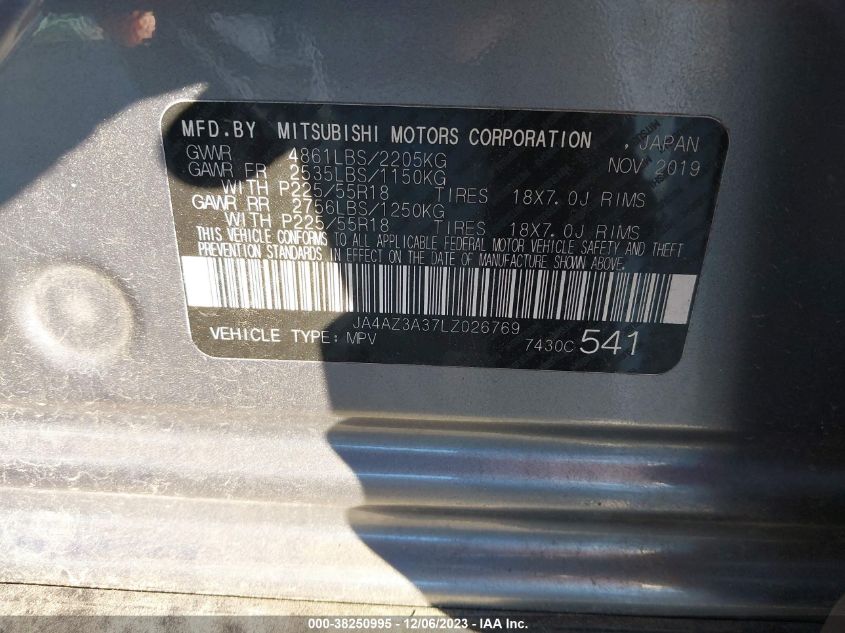 MFD.BY MITSUBISHI MOTORS CORPORATION , JAPAN
GVWR 4861LBS/2205KG NOV 2019
GAWR FR 2535LBS/1150KG
WITH P225/55R18 TIRES 18X7.0J RIMS
GAWR RR 2756LBS/1250KG
WITH P225/55R18 TIRES 18X7.0J RIMS
THIS VEHICLE CONFORMS TO ALL APPLICABLE FEDERAL MOTOR VEHICLE SAFETY AND THEFT
PREVENTION STANDARDS IN EFFECT ON THE DATE OF MANUFACTURE SHOWN ABOVE.
JA4AZ3A37LZ026769
VEHICLE TYPE: MPV 7430C 541
000-38250995 - 12/06/2023 - IAA Inc.